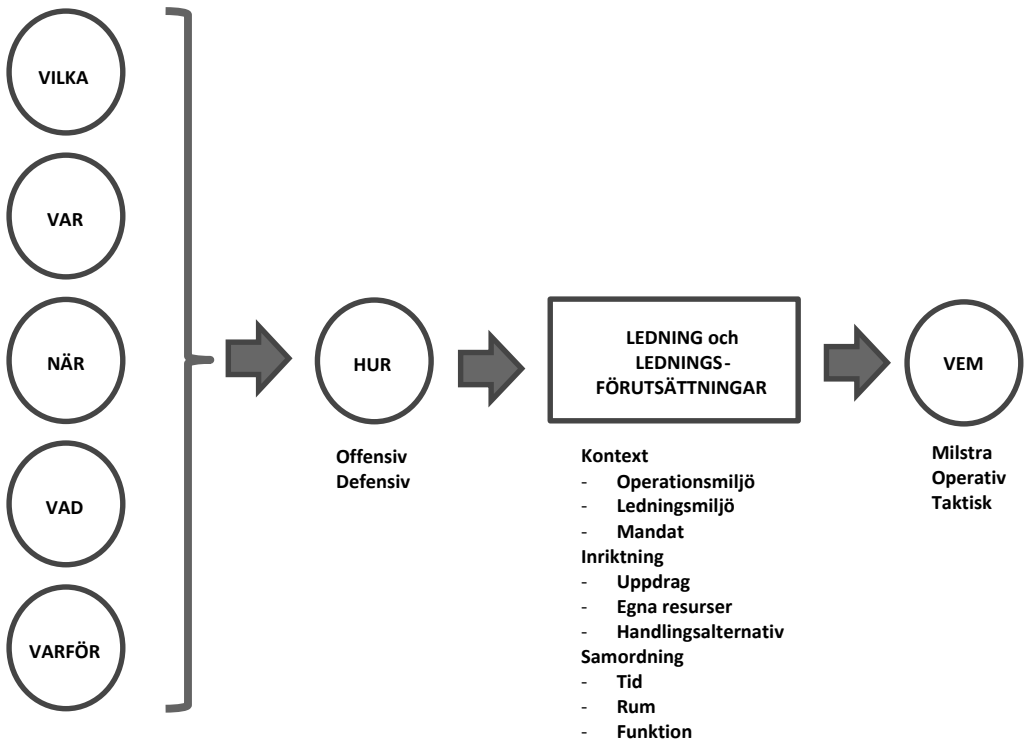 VILKA
VAR
NÄR
VAD
VARFÖR
HUR
Offensiv
Defensiv
LEDNING och
LEDNINGS-
FÖRUTSÄTTNINGAR
Kontext
- Operationsmiljö
- Ledningsmiljö
- Mandat
Inriktning
- Uppdrag
- Egna resurser
- Handlingsalternativ
Samordning
- Tid
- Rum
- Funktion
VEM
Milstra
Operativ
Taktisk